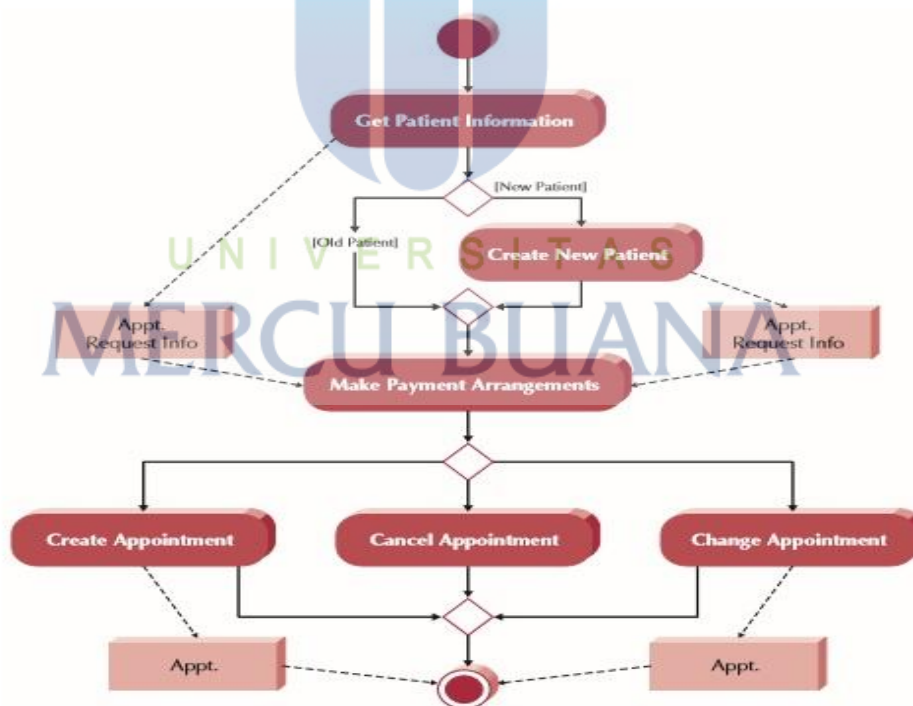 Get Patient Information
[New Patient]
[Old Patient]
Create New Patient
UNIVERSITAS
MERCU BUANA
Appt.
Request Info
Appt.
Request Info
Make Payment Arrangements
Create Appointment
Cancel Appointment
Change Appointment
Appt.
Appt.